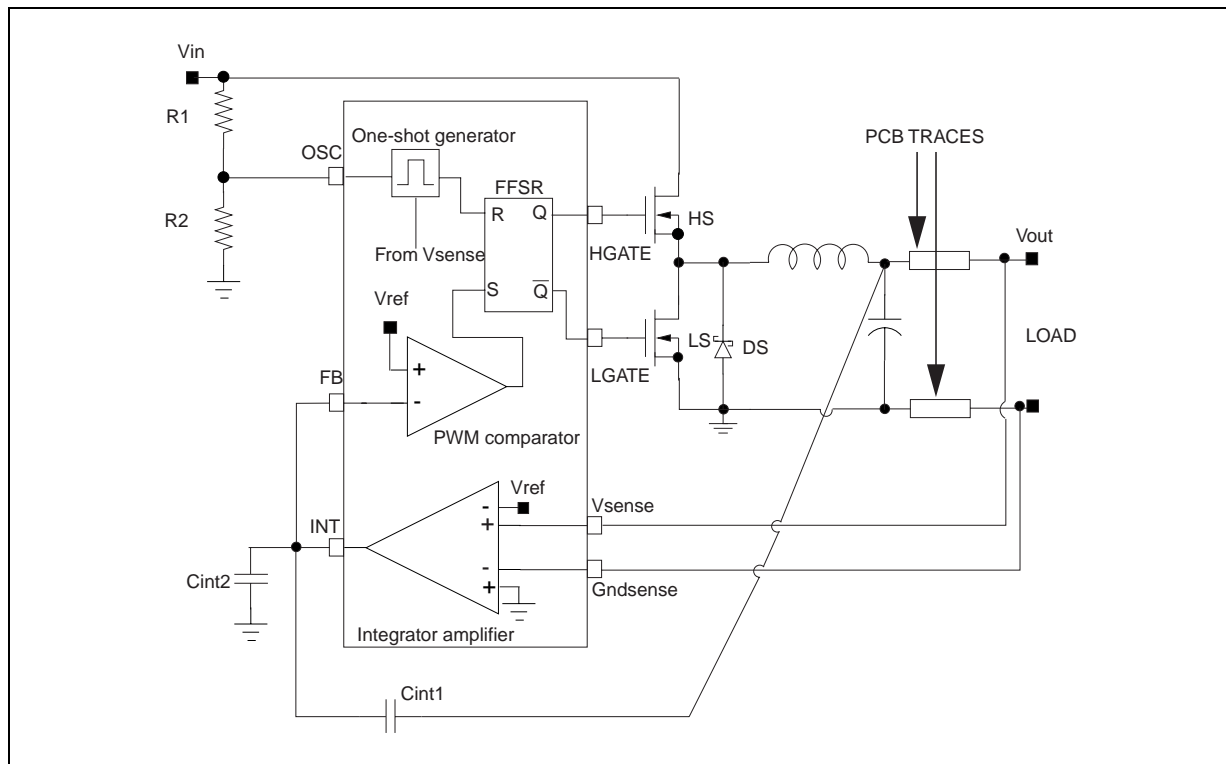 Vin
R1
OSC
One-shot generator
PCB TRACES
FFSR
R
Q
HS
R2
From Vsense
HGATE
Vout
S
Q
Vref
LS
DS
LOAD
+
FB
-
LGATE
PWM comparator
Vref
-
+
Vsense
INT
-
+
Gndsense
Cint2
Integrator amplifier
Cint1